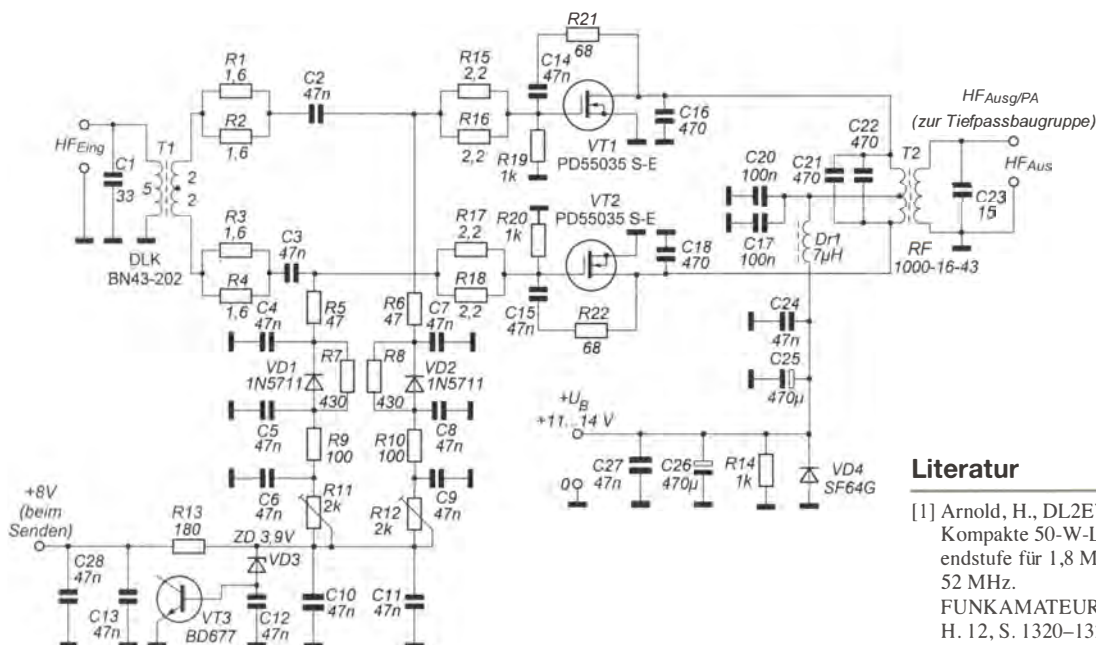 R21
68
R1
1,6
C2
47n
R15
2,2
C14
47n
HF Ausg/PA
(zur Tiefpassbaugruppe)
HF Eing
C1
33
T1
5
2
2
R2
1,6
R16
2,2
R19
1k
VT1
PD55035 S-E
C16
470
C22
470
C21
470
T2
HF Aus
C20
100n
C23
15
VT2
PD55035 S-E
R3
1,6
C3
47n
R17
2,2
R20
1k
C18
470
C17
100n
Dr1
7µH
RF
1000-16-43
DLK
BN43-202
R4
1,6
R18
2,2
C15
47n
R22
68
C4
47n
R5
47
R6
47
C7
47n
C24
47n
VD1
1N5711
R7
430
R8
430
VD2
1N5711
C25
470µ
C5
47n
C8
47n
+UB
+11...14 V
R9
100
R10
100
C6
47n
C9
47n
0
C27
47n
C26
470µ
R14
1k
VD4
SF64G
+8V
(beim
Senden)
R13
180
ZD 3,9V
VD3
R11
2k
R12
2k
C28
47n
C13
47n
VT3
BD677
C12
47n
C10
47n
C11
47n
Literatur
[1] Arnold, H., DL2E
Kompakte 50-W-L
endstufe für 1,8 M
52 MHz.
FUNKAMATEUR
H. 12, S. 1320–13